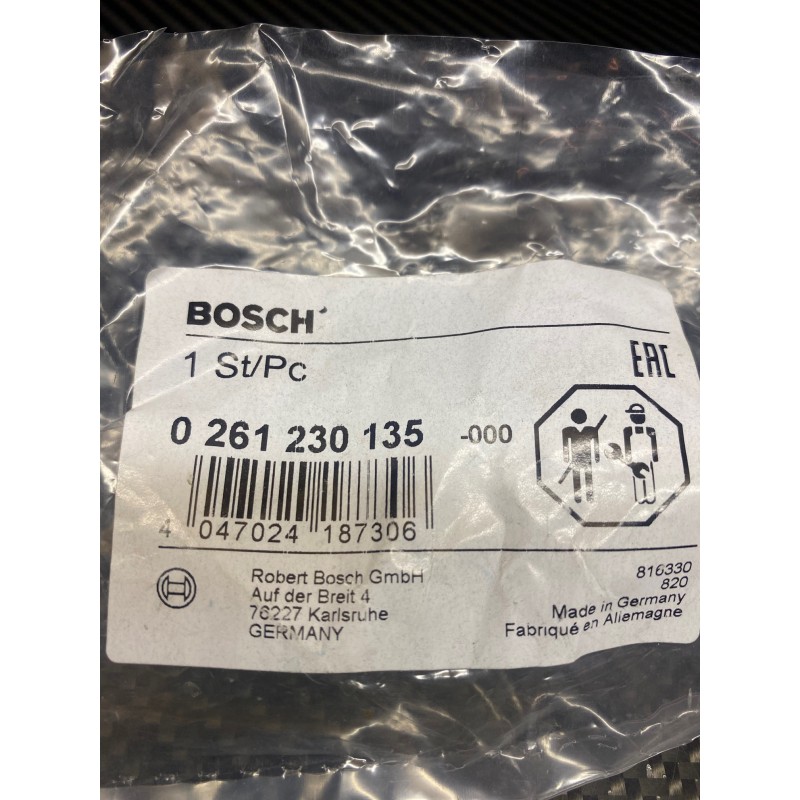 BOSCH
1 St/Pc
EAC
0 261 230 135 -000
4 047024 187306
Robert Bosch GmbH
Auf der Breit 4
76227 Karlsruhe
GERMANY
816330
820
Made in Germany
Fabriqué en Allemagne